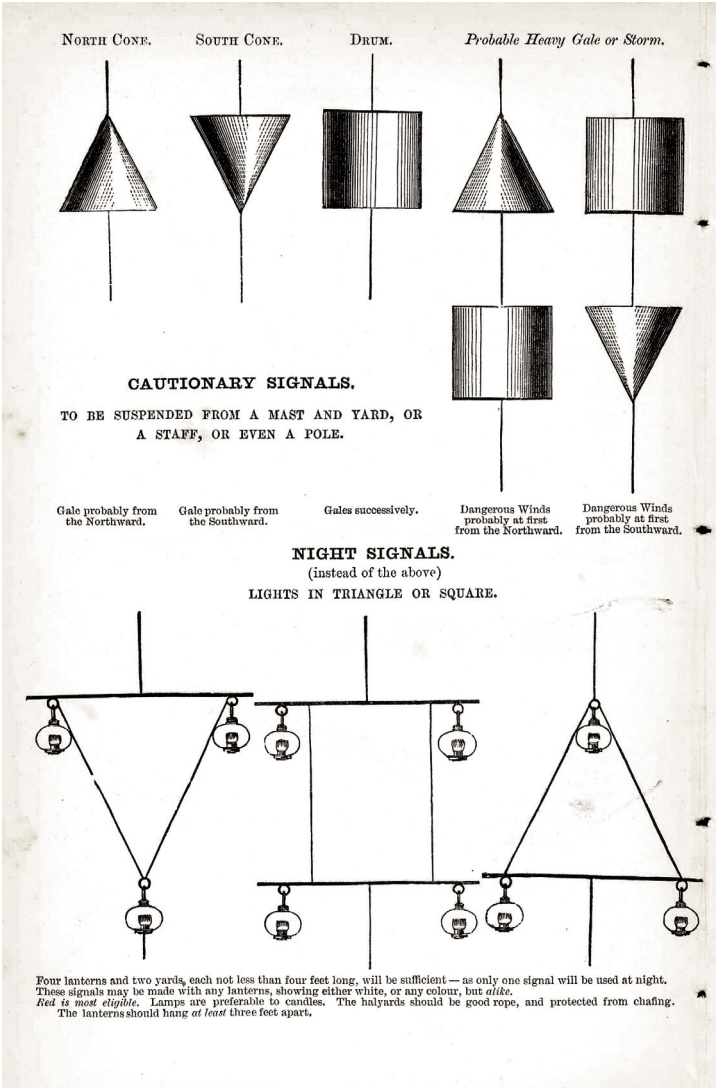 NORTH CONE. SOUTH CONE. DRUM. Probable Heavy Gale or Storm.
CAUTIONARY SIGNALS.
TO BE SUSPENDED FROM A MAST AND YARD, OR
A STAFF, OR EVEN A POLE.
Gale probably from
the Northward.
Gale probably from
the Southward.
Gales successively.
Dangerous Winds
probably at first
from the Northward.
Dangerous Winds
probably at first
from the Southward.
NIGHT SIGNALS.
(instead of the above)
LIGHTS IN TRIANGLE OR SQUARE.
Four lanterns and two yards, each not less than four feet long, will be sufficient — as only one signal will be used at night.
These signals may be made with any lanterns, showing either white, or any colour, but alike.
Red is most eligible. Lamps are preferable to candles. The halyards should be good rope, and protected from chafing.
The lanterns should hang at least three feet apart.